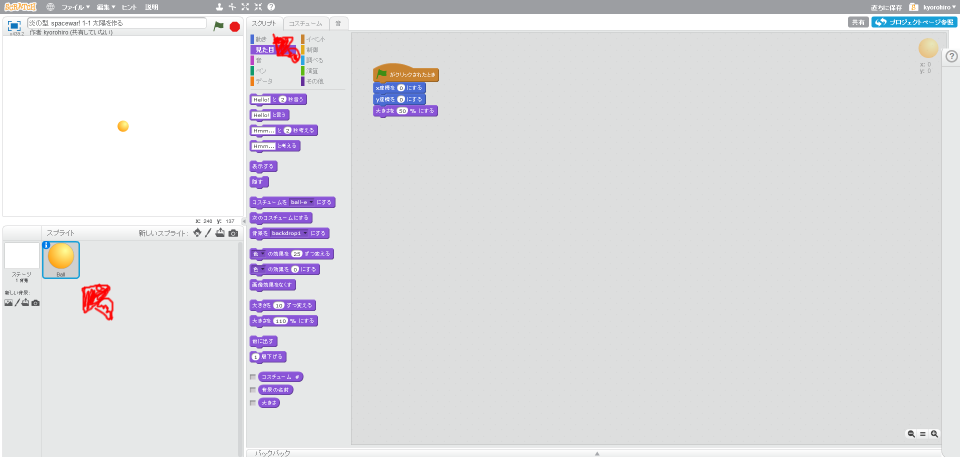 SCRATCH ファイル▼ 編集▼ ヒント 説明 直ちに保存 kyorohiro▼
次の型. spacewar! 1-1 太陽を作る
作者 kyorohiro (共有していない)
スクリプト コスチューム 音
共有 プロジェクトページ参照
動き イベント
見た目 制御
音 調べる
ペン 演算
データ その他
Hello! と 2 秒言う
Hello! と言う
Hmm... と 2 秒考える
Hmm... と考える
表示する
隠す
コスチュームを ball-e にする
次のコスチュームにする
背景を backdrop1 にする
色 の効果を 25 ずつ変える
色 の効果を 0 にする
画像効果をなくす
大きさを 10 ずつ変える
大きさを 110 % にする
前に出す
1 層下げる
コスチューム #
背景の名前
大きさ
がクリックされたとき
x座標を 0 にする
y座標を 0 にする
大きさを 50 % にする
x: 0
y: 0
x: 240 y: 137
スプライト 新しいスプライト:
ステージ
1 背景
新しい背景:
Ball
バックパック